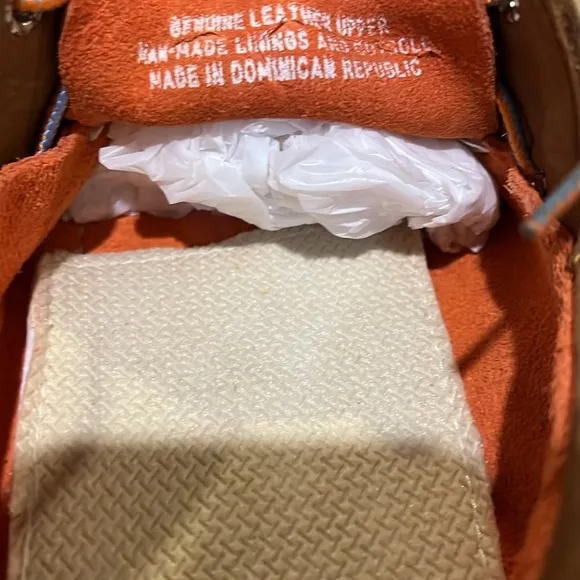 GENUINE LEATHER UPPER
MAN-MADE LININGS AND OUTSOLE
MADE IN DOMINICAN REPUBLIC